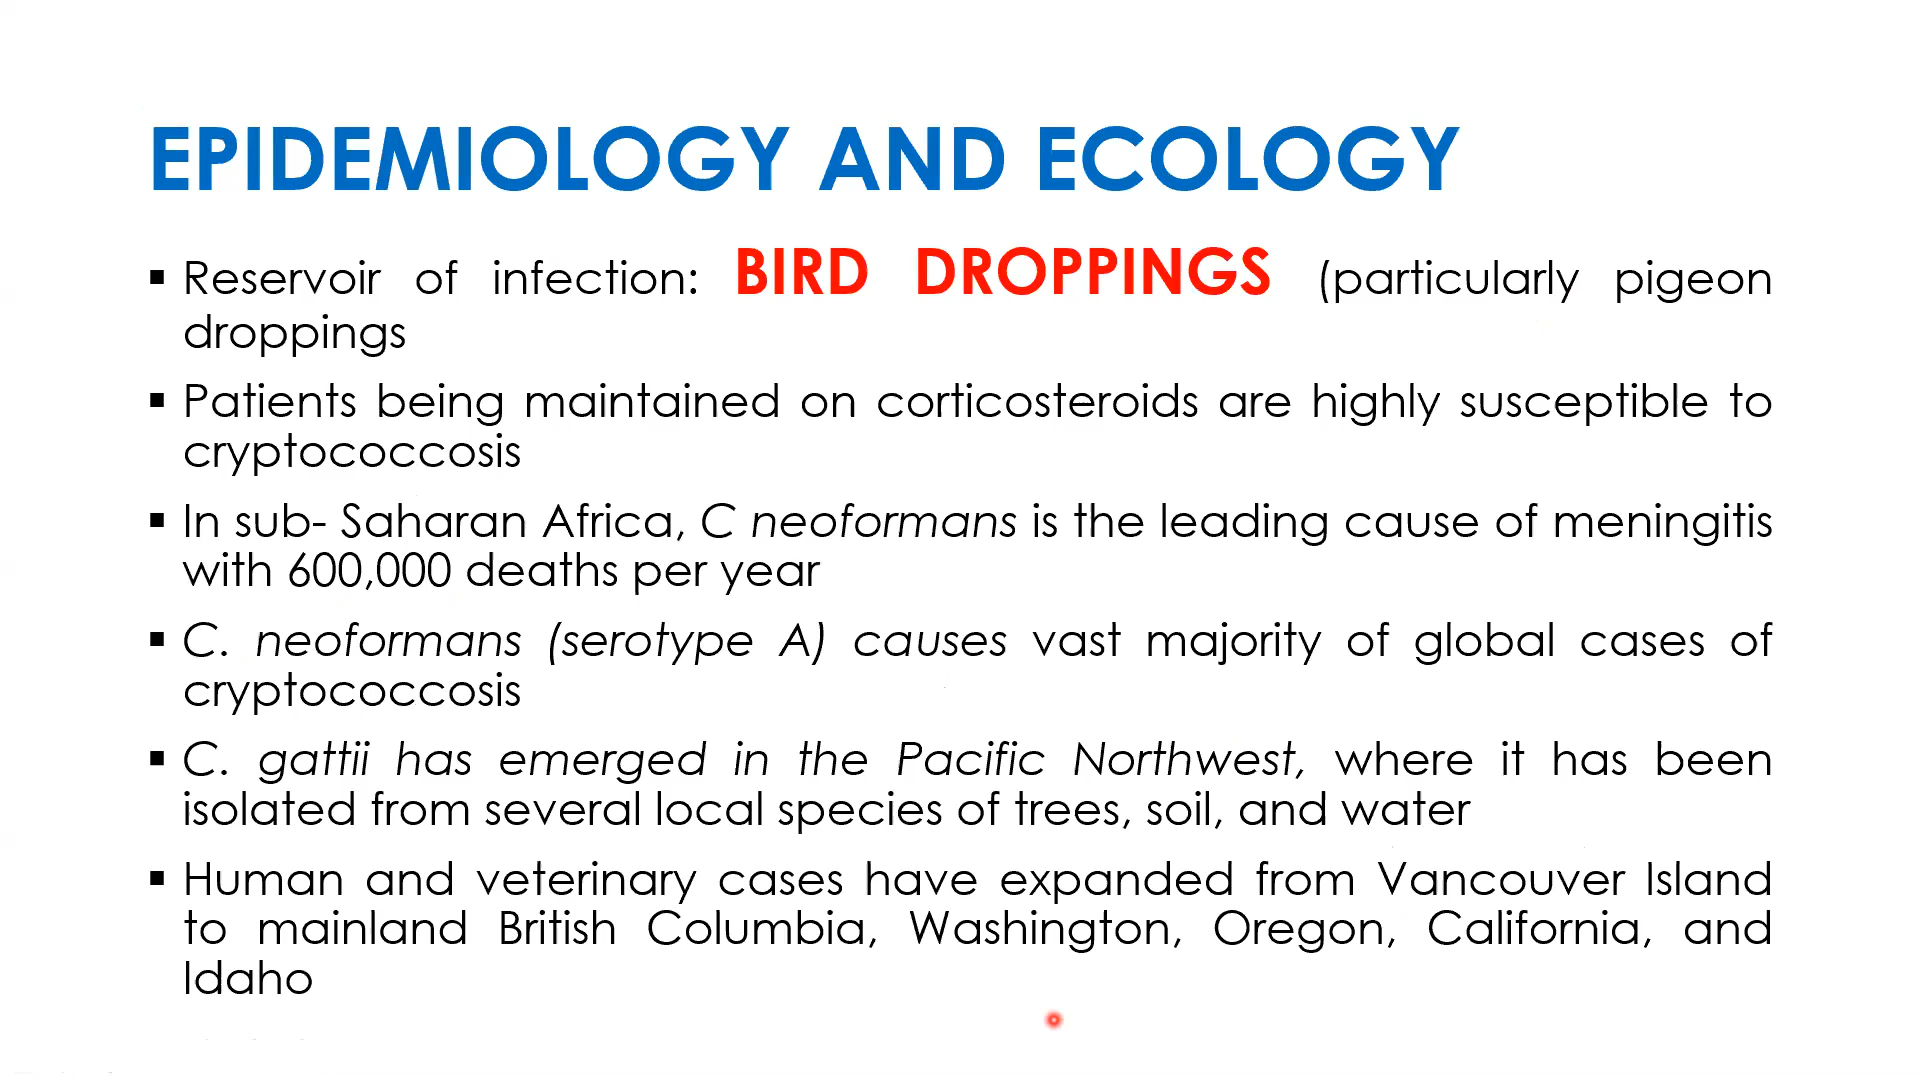 EPIDEMIOLOGY AND ECOLOGY
▪ Reservoir of infection: BIRD DROPPINGS (particularly pigeon
droppings
▪ Patients being maintained on corticosteroids are highly susceptible to
cryptococcosis
▪ In sub- Saharan Africa, C neoformans is the leading cause of meningitis
with 600,000 deaths per year
▪ C. neoformans (serotype A) causes vast majority of global cases of
cryptococcosis
▪ C. gattii has emerged in the Pacific Northwest, where it has been
isolated from several local species of trees, soil, and water
▪ Human and veterinary cases have expanded from Vancouver Island
to mainland British Columbia, Washington, Oregon, California, and
Idaho